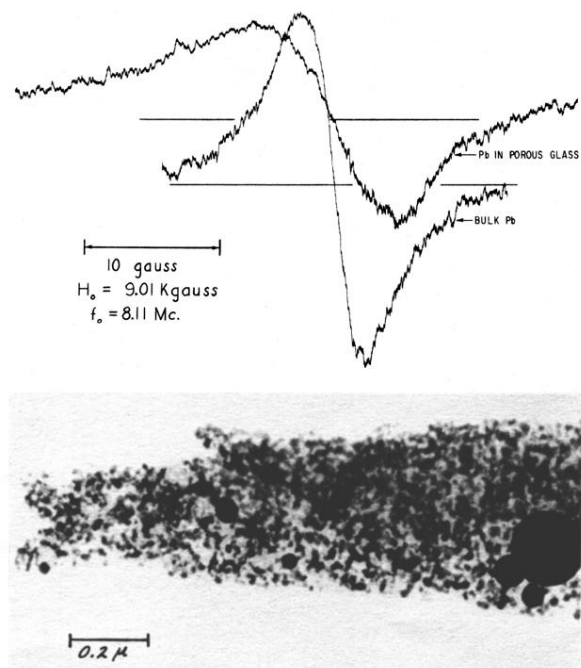 Pb IN POROUS GLASS
BULK Pb
10 gauss
H₀ = 9.01 Kgauss
f₀ = 8.11 Mc.
0.2 μ